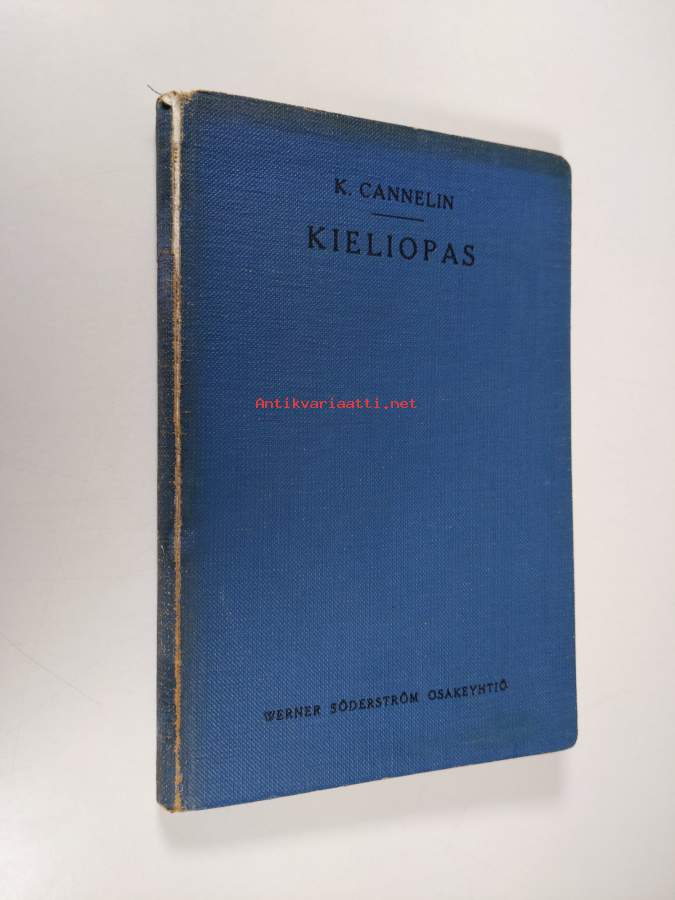 K. CANNELIN
KIELIOPAS
Antikvariaatti.net
WERNER SÖDERSTRÖM OSAKEYHTIÖ